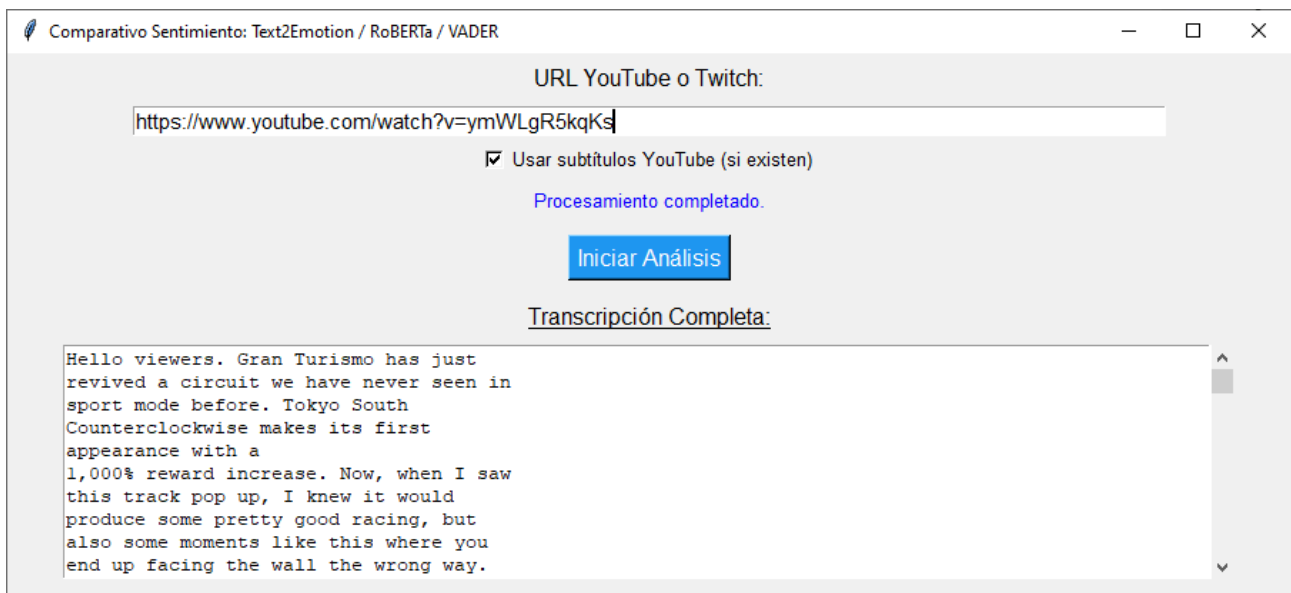 Comparativo Sentimiento: Text2Emotion / RoBERTa / VADER
URL YouTube o Twitch:
https://www.youtube.com/watch?v=ymWLgR5kqKs
Usar subtítulos YouTube (si existen)
Procesamiento completado.
Iniciar Análisis
Transcripción Completa:
Hello viewers. Gran Turismo has just
revived a circuit we have never seen in
sport mode before. Tokyo South
Counterclockwise makes its first
appearance with a
1,000% reward increase. Now, when I saw
this track pop up, I knew it would
produce some pretty good racing, but
also some moments like this where you
end up facing the wall the wrong way.